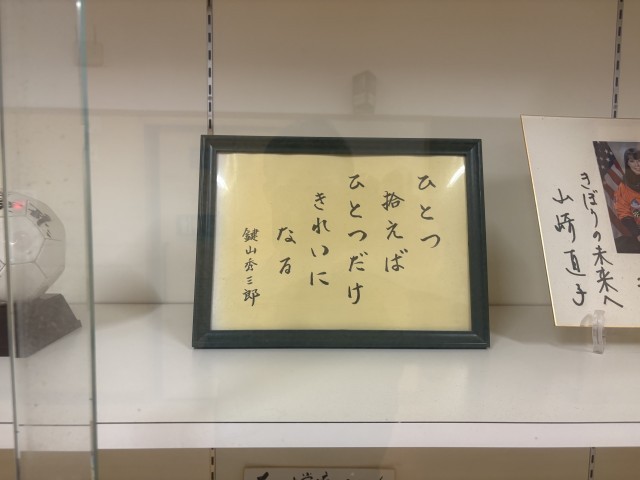 ひとつ
拾えば
ひとつだけ
きれいに
なる
鍵山秀三郎
きぼうの未来へ
山崎直子